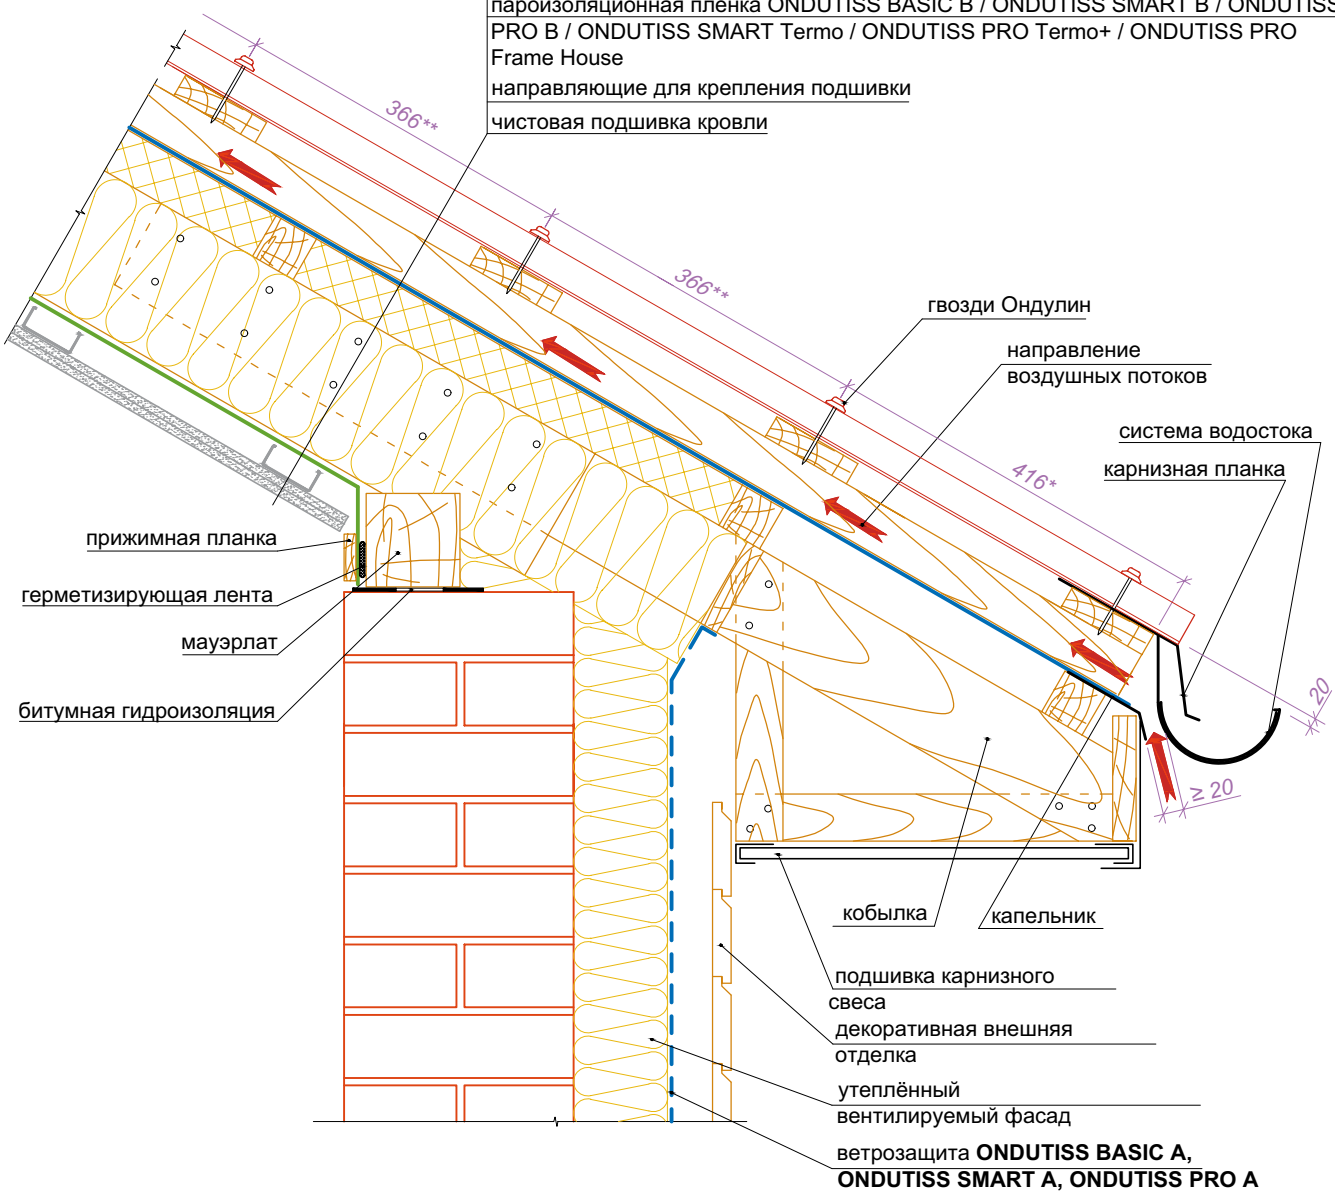 пароизоляционная плёнка ONDUTISS BASIC B / ONDUTISS SMART B / ONDUTISS
PRO B / ONDUTISS SMART Termo / ONDUTISS PRO Termo+ / ONDUTISS PRO
Frame House
направляющие для крепления подшивки
чистовая подшивка кровли
366**
366**
гвозди Ондулин
направление
воздушных потоков
система водостока
карнизная планка
416*
прижимная планка
герметизирующая лента
мауэрлат
битумная гидроизоляция
20
≥ 20
кобылка
капельник
подшивка карнизного
свеса
декоративная внешняя
отделка
утеплённый
вентилируемый фасад
ветрозащита ONDUTISS BASIC A,
ONDUTISS SMART A, ONDUTISS PRO A